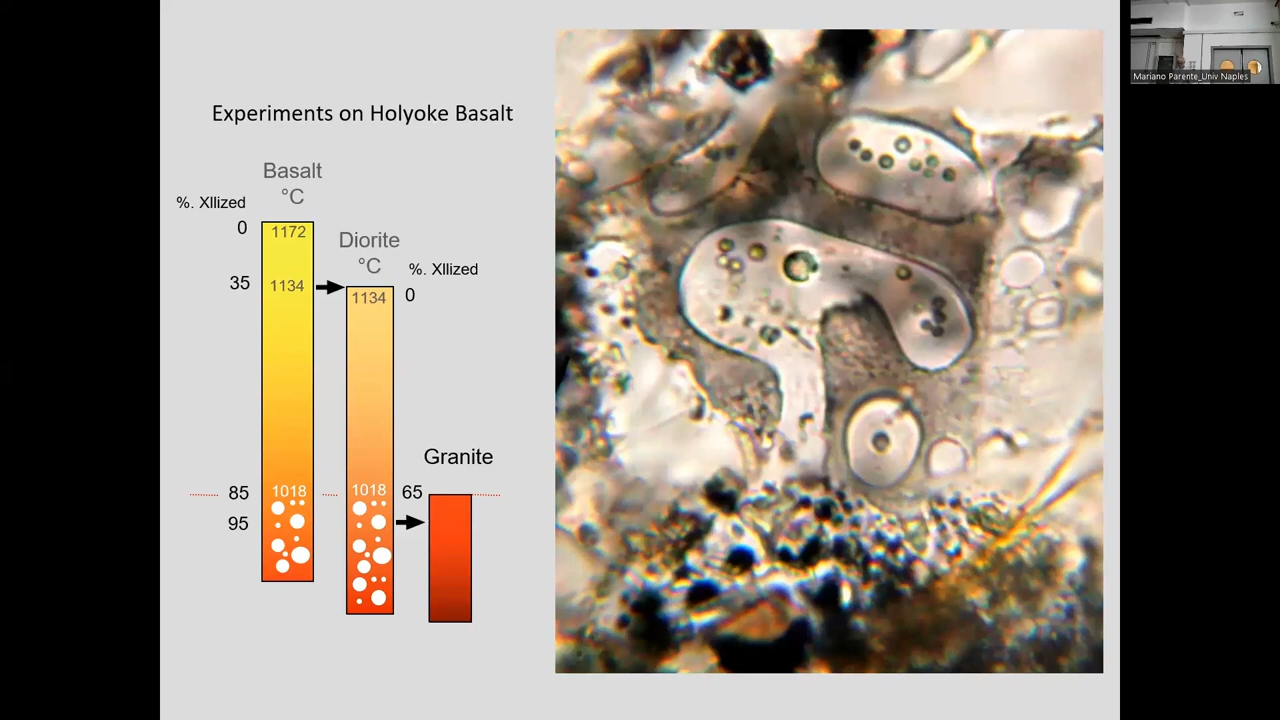 Experiments on Holyoke Basalt
Basalt
°C
%. Xllized
0
1172
Diorite
°C
%. Xllized
35
1134
1134
0
Granite
85
1018
1018
65
95
Mariano Parente_Univ Naples